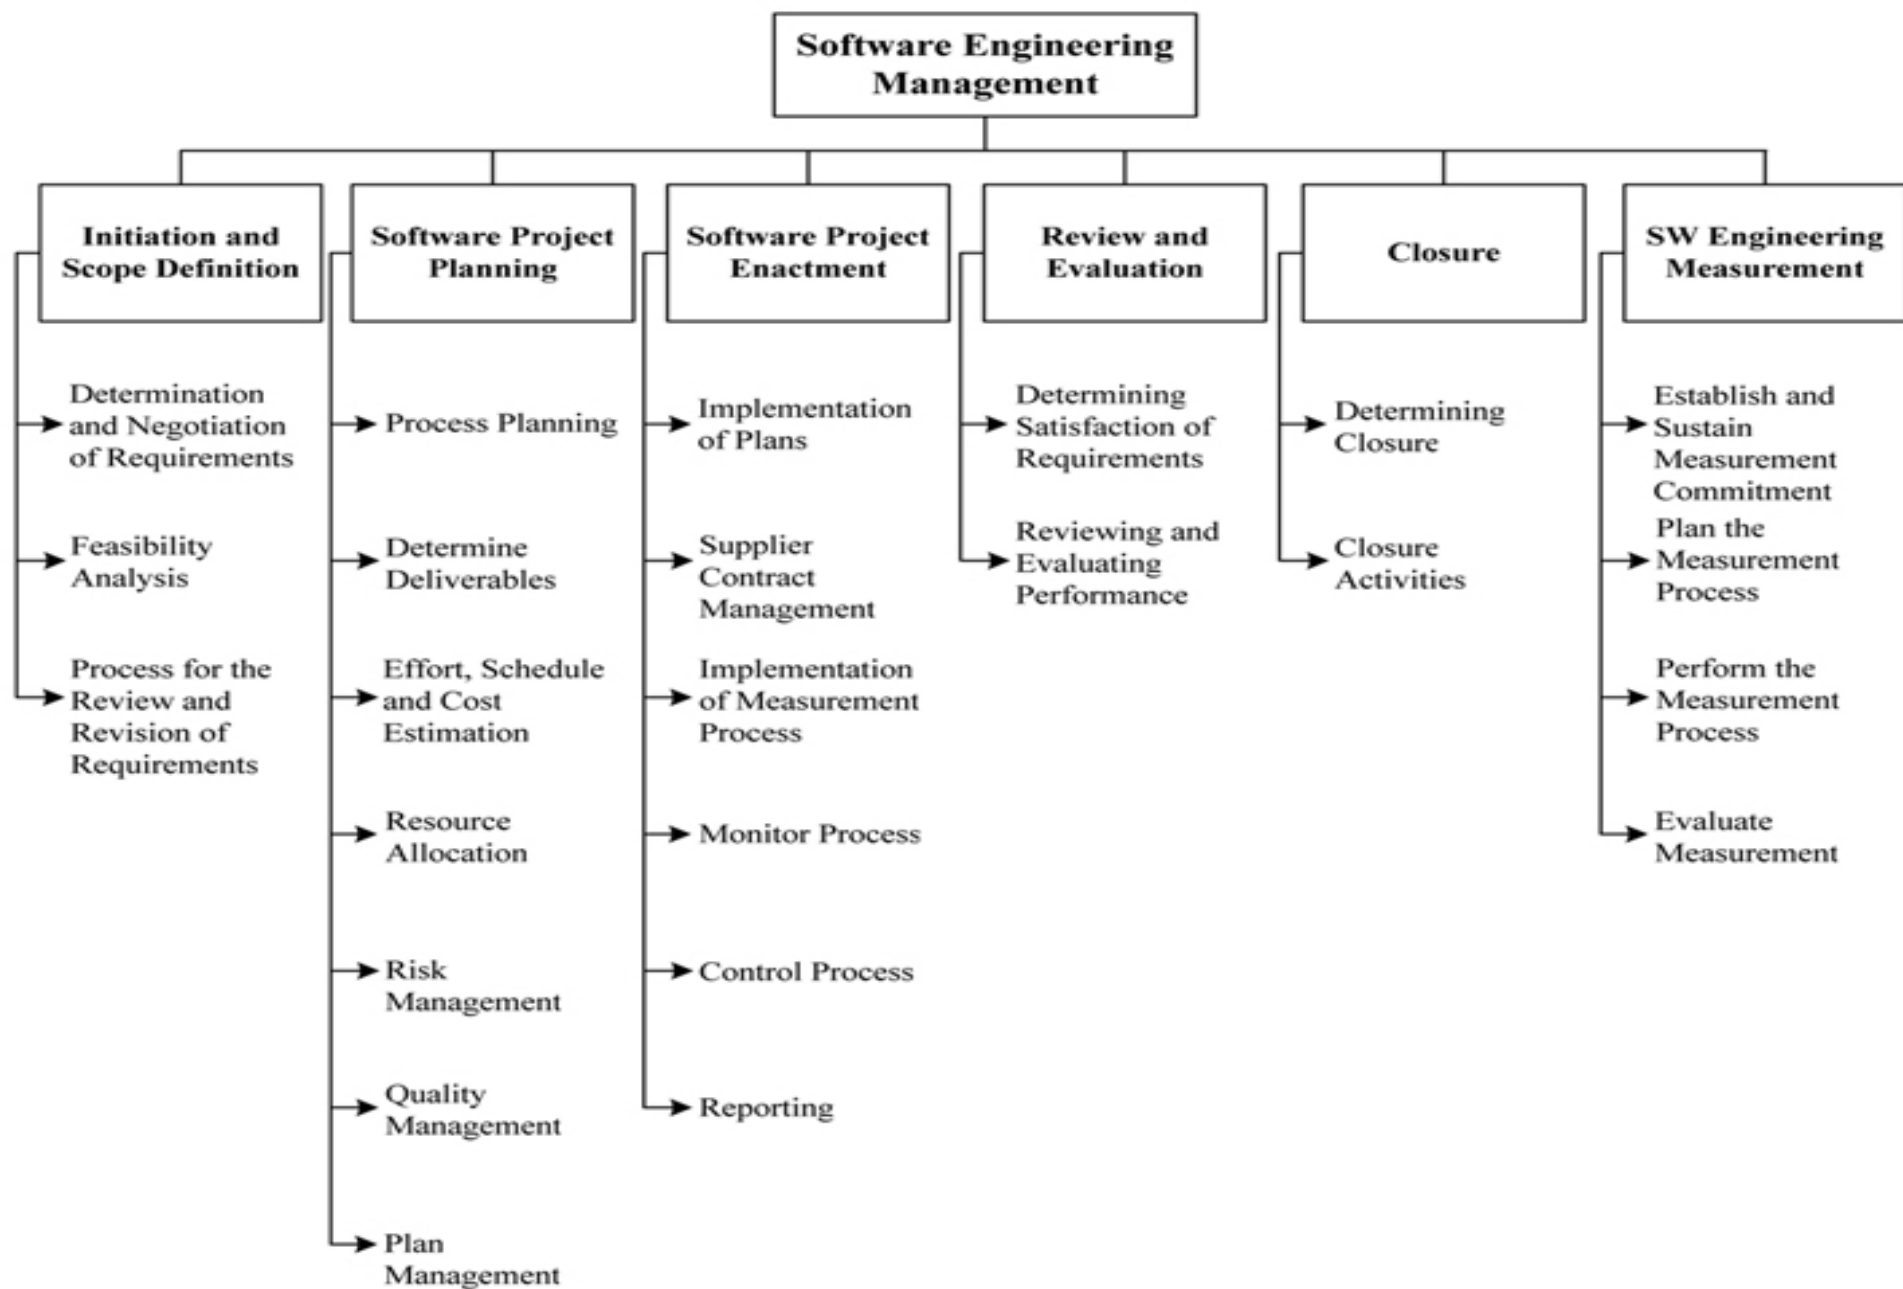 Software Engineering
Management
Initiation and
Scope Definition
Determination
and Negotiation
of Requirements
Feasibility
Analysis
Process for the
Review and
Revision of
Requirements
Software Project
Planning
Process Planning
Determine
Deliverables
Effort, Schedule
and Cost
Estimation
Resource
Allocation
Risk
Management
Quality
Management
Plan
Management
Software Project
Enactment
Implementation
of Plans
Supplier
Contract
Management
Implementation
of Measurement
Process
Monitor Process
Control Process
Reporting
Review and
Evaluation
Determining
Satisfaction of
Requirements
Reviewing and
Evaluating
Performance
Closure
Determining
Closure
Closure
Activities
SW Engineering
Measurement
Establish and
Sustain
Measurement
Commitment
Plan the
Measurement
Process
Perform the
Measurement
Process
Evaluate
Measurement